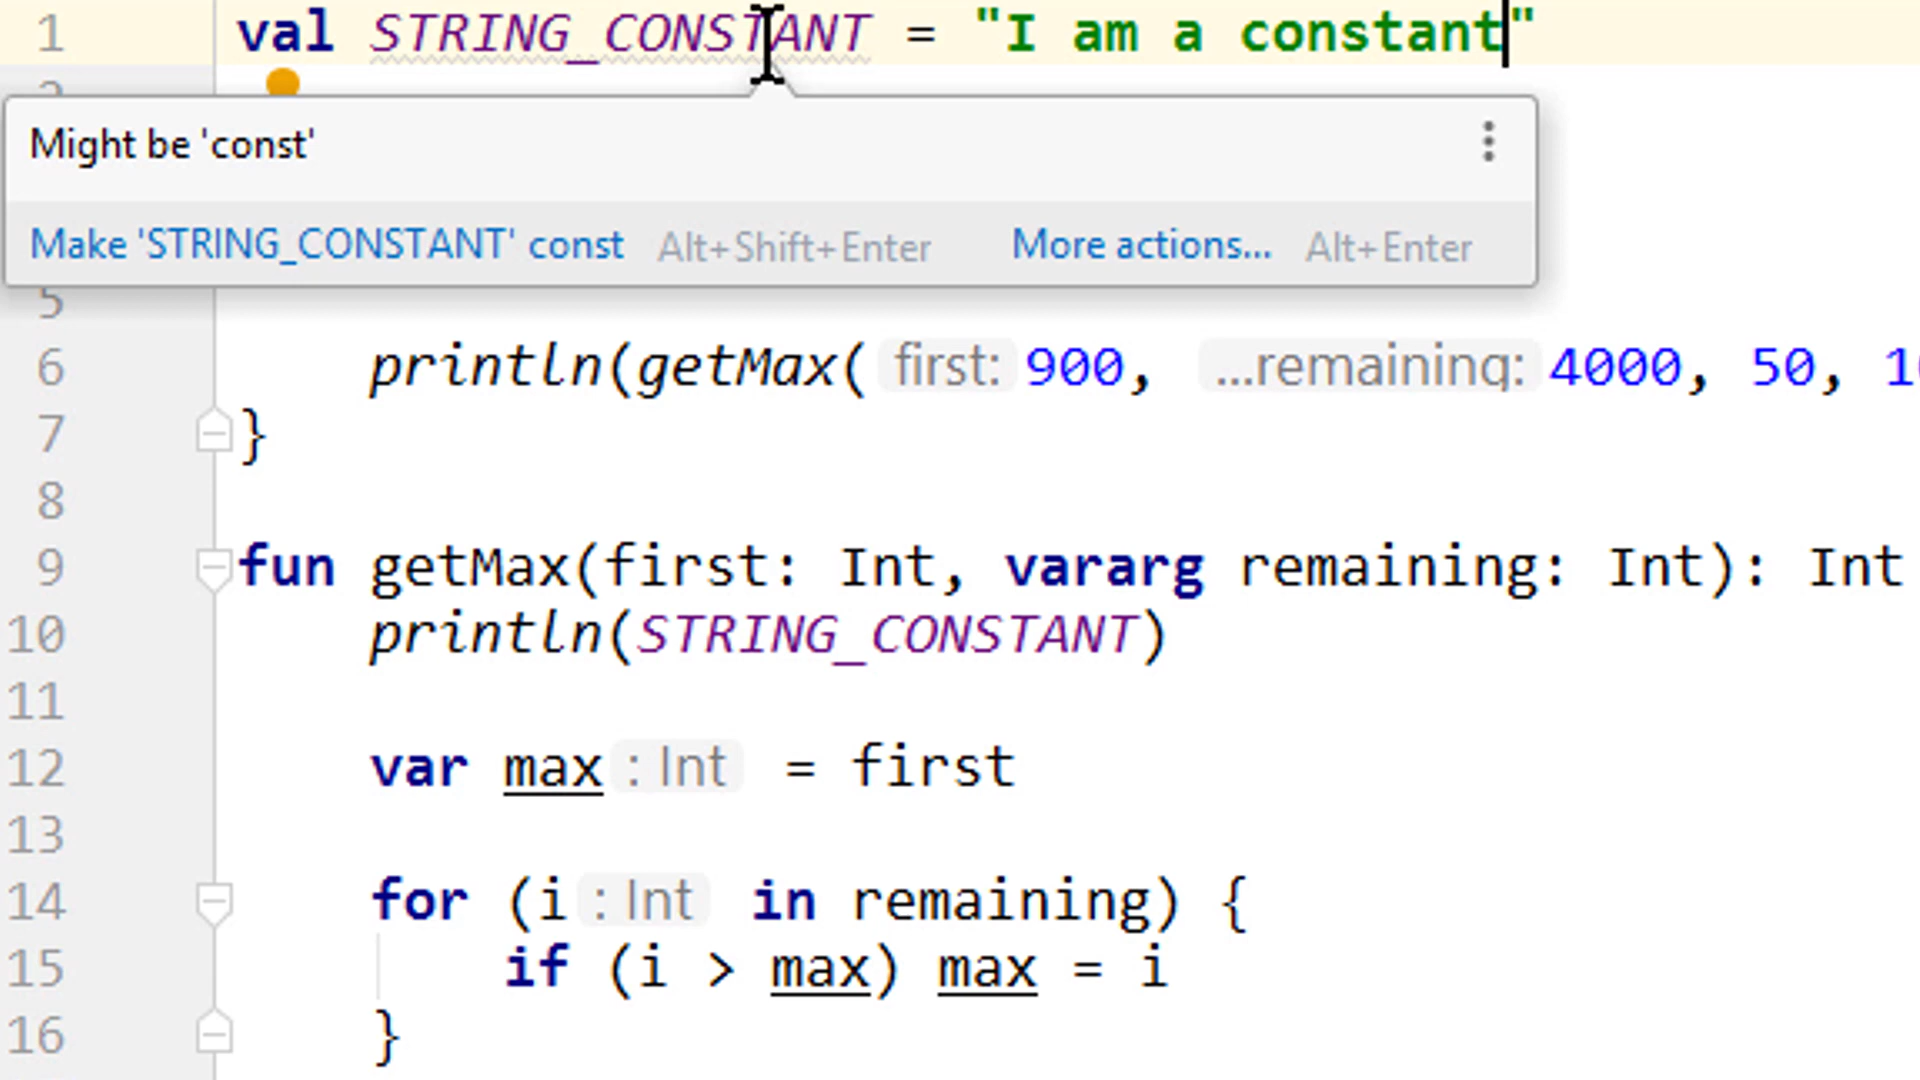 1 val STRING_CONSTANT = "I am a constant"
Might be 'const'
Make 'STRING_CONSTANT' const Alt+Shift+Enter More actions... Alt+Enter
5
6 println(getMax( first: 900, ...remaining: 4000, 50,
7 }
8
9 fun getMax(first: Int, vararg remaining: Int): Int
10 println(STRING_CONSTANT)
11
12 var max : Int = first
13
14 for (i : Int in remaining) {
15 if (i > max) max = i
16 }